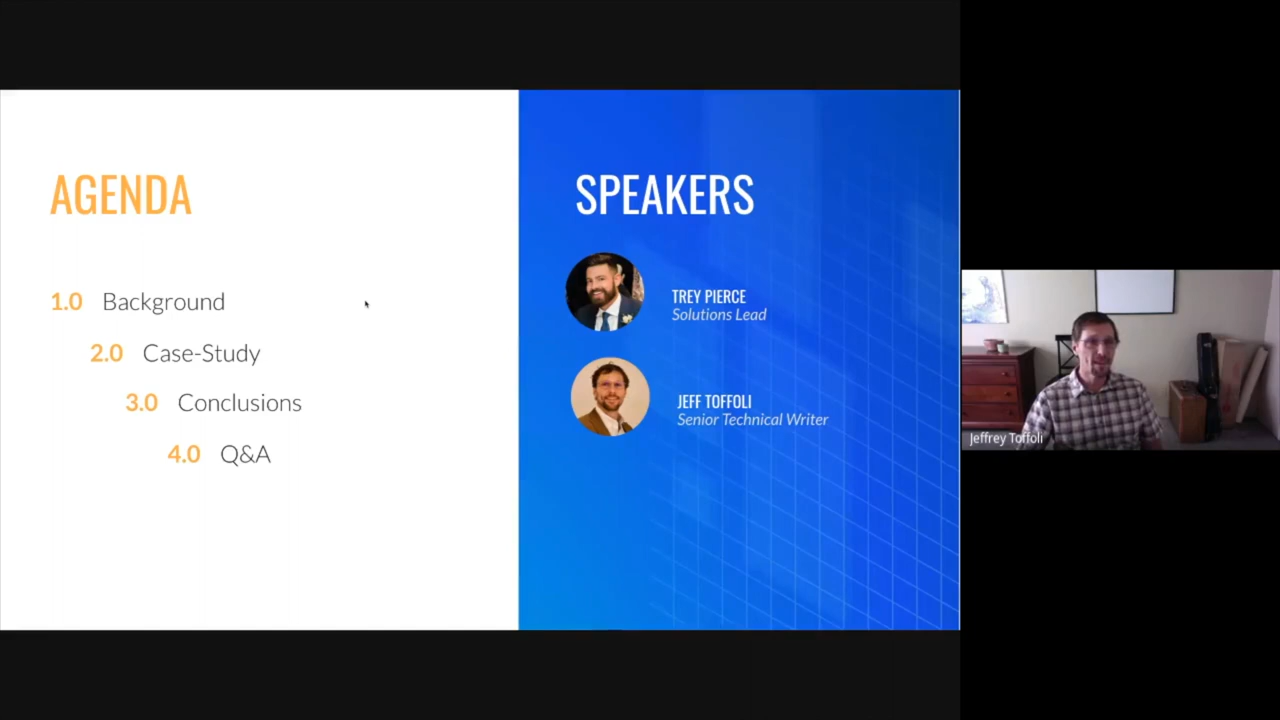 AGENDA
1.0 Background
2.0 Case-Study
3.0 Conclusions
4.0 Q&A
SPEAKERS
TREY PIERCE
Solutions Lead
JEFF TOFFOLI
Senior Technical Writer
Jeffrey Toffoli